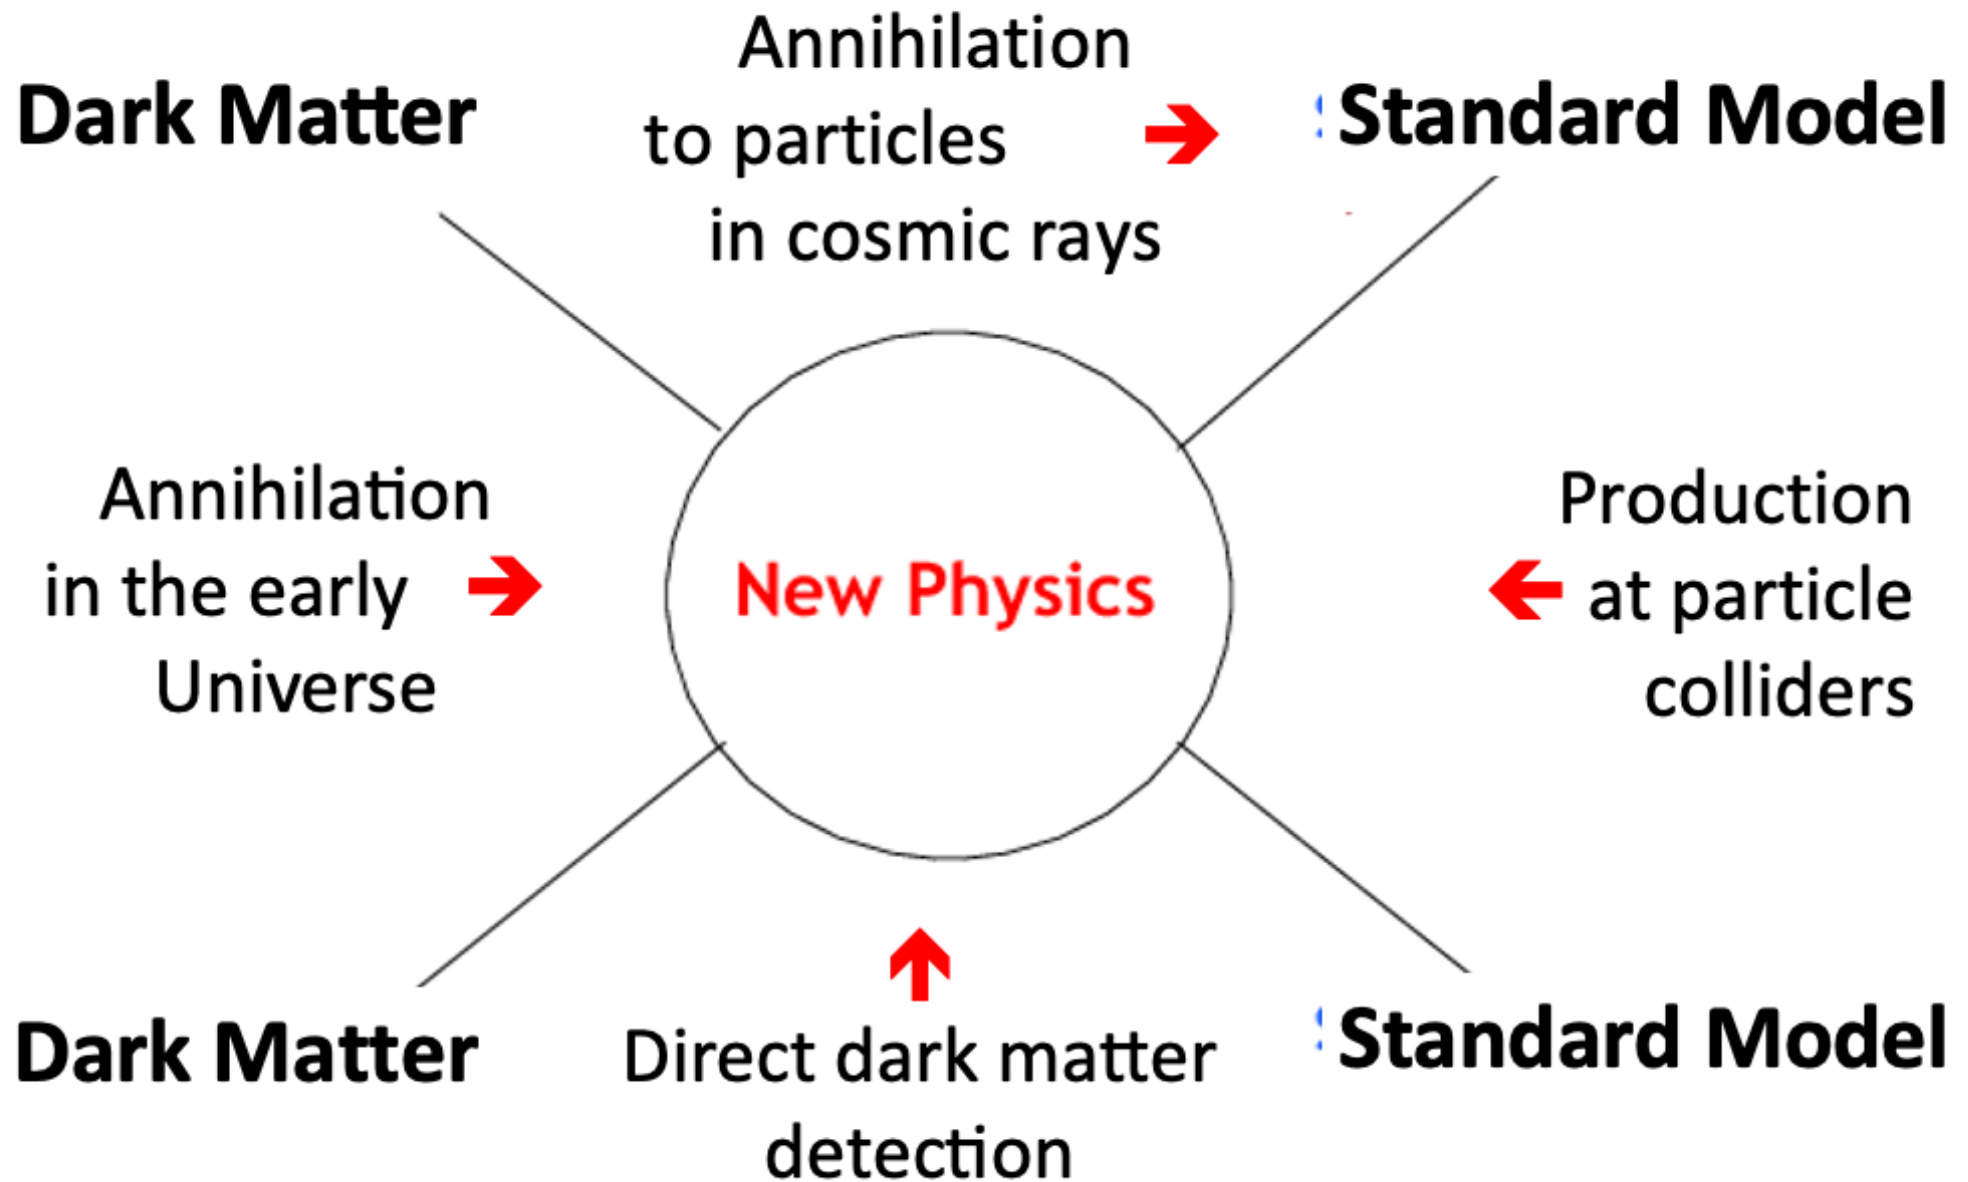 Dark Matter
Annihilation
to particles
in cosmic rays
Standard Model
Annihilation
in the early
Universe
New Physics
Production
at particle
colliders
Dark Matter
Direct dark matter
detection
Standard Model